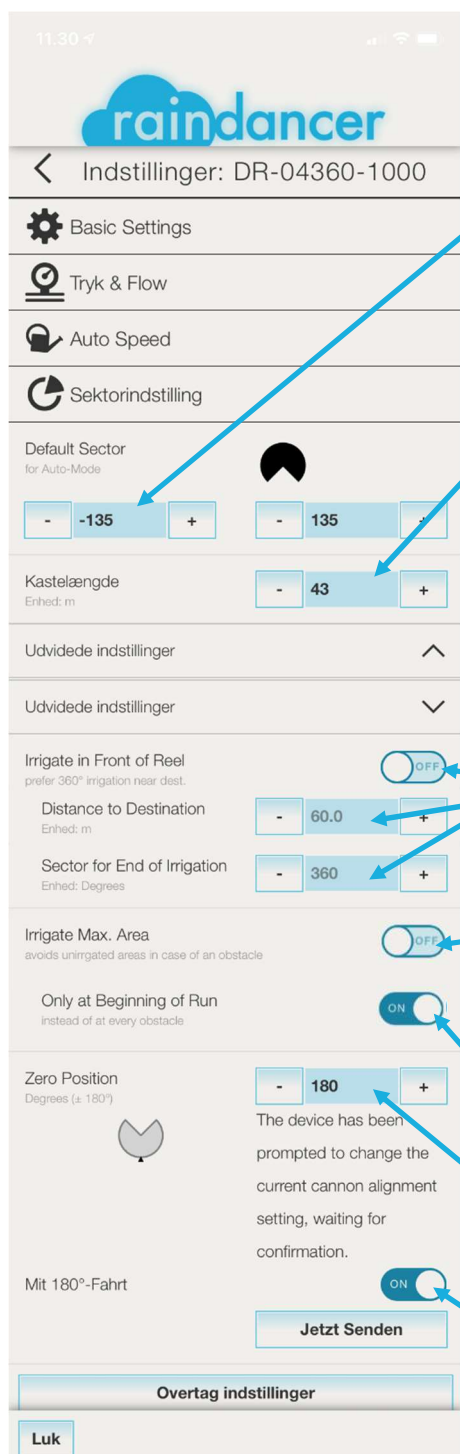 11.30
raindancer
Indstillinger: DR-04360-1000
Basic Settings
Tryk & Flow
Auto Speed
Sektorindstilling
Default Sector
for Auto-Mode
- -135 + - 135 +
Kastelængde
Enhed: m
- 43 +
Udvidede indstillinger
Udvidede indstillinger
Irrigate in Front of Reel
prefer 360° irrigation near dest.
OFF
Distance to Destination
Enhed: m
- 60.0 +
Sector for End of Irrigation
Enhed: Degrees
- 360 +
Irrigate Max. Area
avoids unirrgated areas in case of an obstacle
OFF
Only at Beginning of Run
instead of at every obstacle
ON
Zero Position
Degrees (± 180°)
- 180 +
The device has been
prompted to change the
current cannon alignment
setting, waiting for
confirmation.
Mit 180°-Fahrt
ON
Jetzt Senden
Overtag indstillinger
Luk